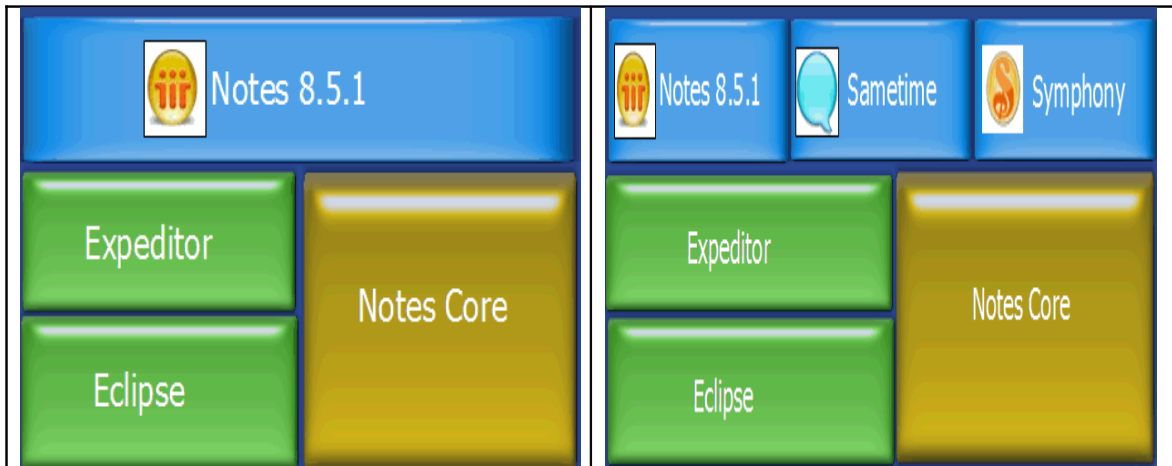 Notes 8.5.1
Expeditor
Notes Core
Eclipse
Notes 8.5.1
Sametime
Symphony
Expeditor
Notes Core
Eclipse